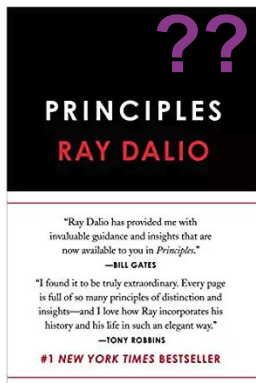 ??
PRINCIPLES
RAY DALIO
“Ray Dalio has provided me with
invaluable guidance and insights that are
now available to you in Principles.”
—BILL GATES
“I found it to be truly extraordinary. Every page
is full of so many principles of distinction and
insights—and I love how Ray incorporates his
history and his life in such an elegant way.”
—TONY ROBBINS
#1 NEW YORK TIMES BESTSELLER